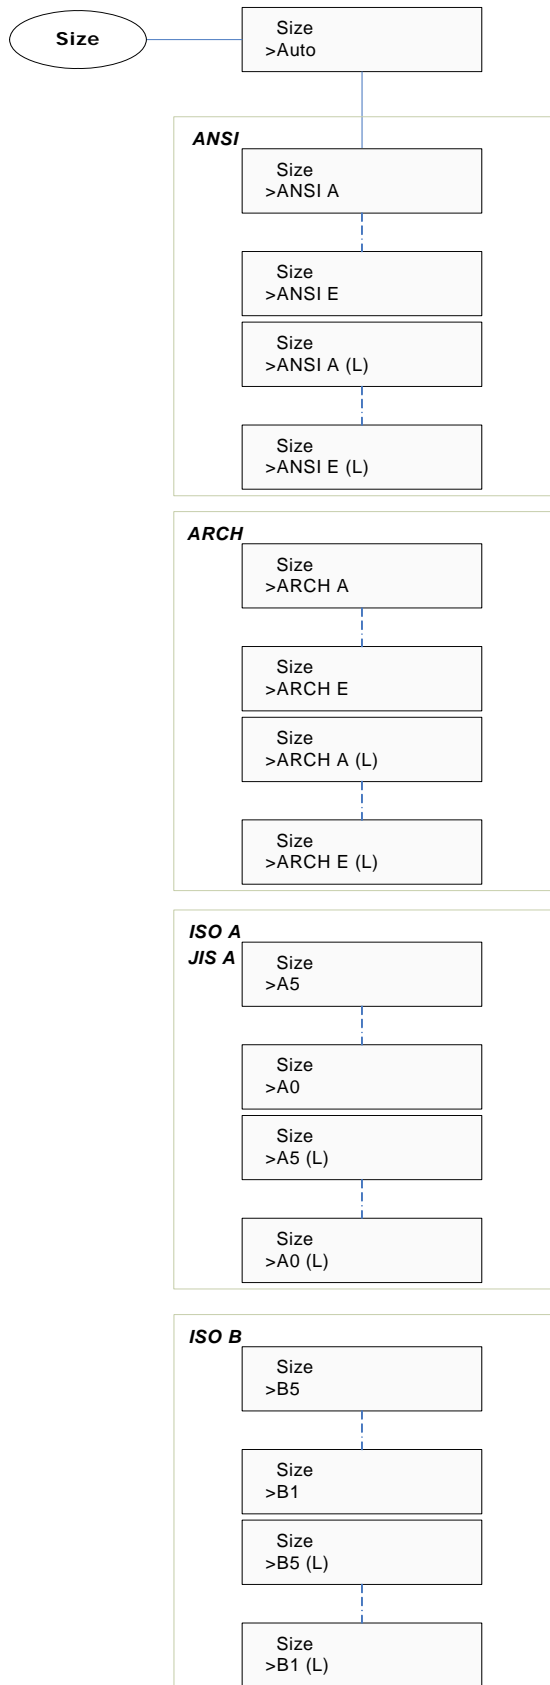 Size
Size
>Auto
ANSI
Size
>ANSI A
Size
>ANSI E
Size
>ANSI A (L)
Size
>ANSI E (L)
ARCH
Size
>ARCH A
Size
>ARCH E
Size
>ARCH A (L)
Size
>ARCH E (L)
ISO A
JIS A
Size
>A5
Size
>A0
Size
>A5 (L)
Size
>A0 (L)
ISO B
Size
>B5
Size
>B1
Size
>B5 (L)
Size
>B1 (L)